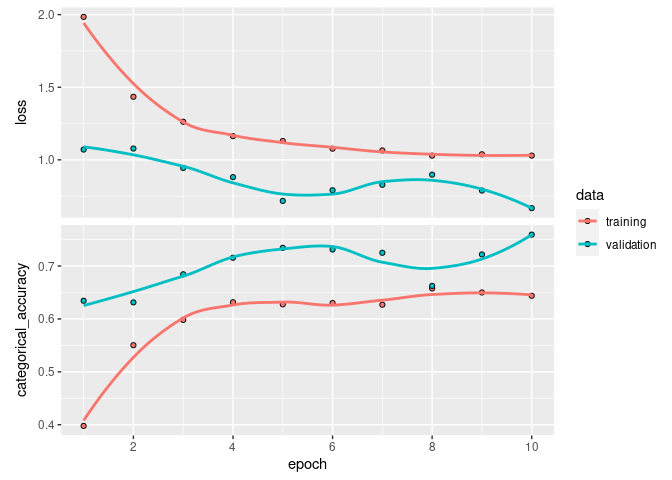 2.0
1.5
1.0
loss
0.7
0.6
0.5
0.4
categorical_accuracy
2 4 6 8 10
epoch
data
training
validation